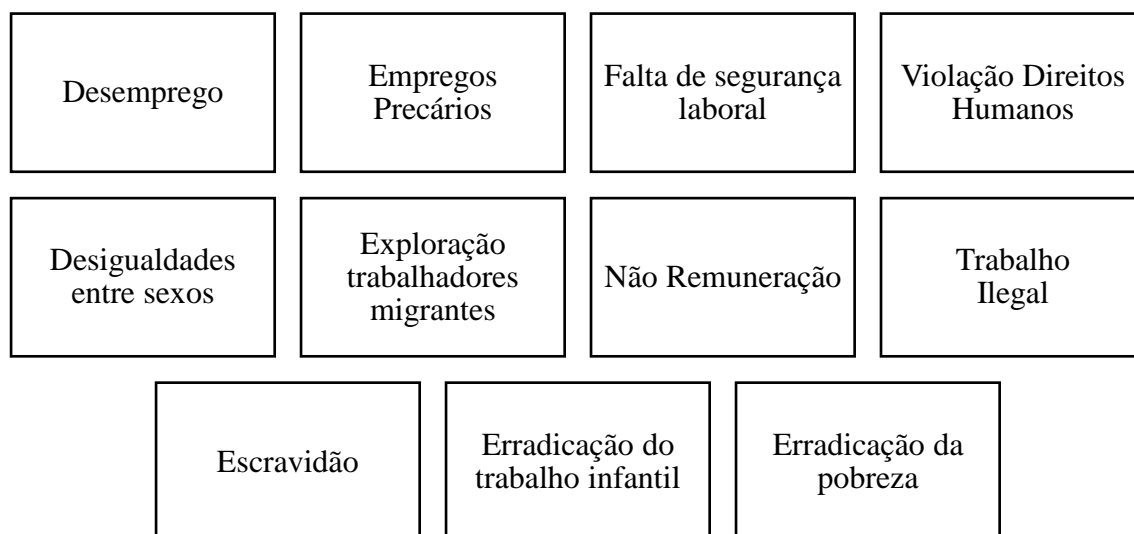 Desemprego
Empregos
Precários
Falta de segurança
laboral
Violação Direitos
Humanos
Desigualdades
entre sexos
Exploração
trabalhadores
migrantes
Não Remuneração
Trabalho
Ilegal
Escravidão
Erradicação do
trabalho infantil
Erradicação da
pobreza